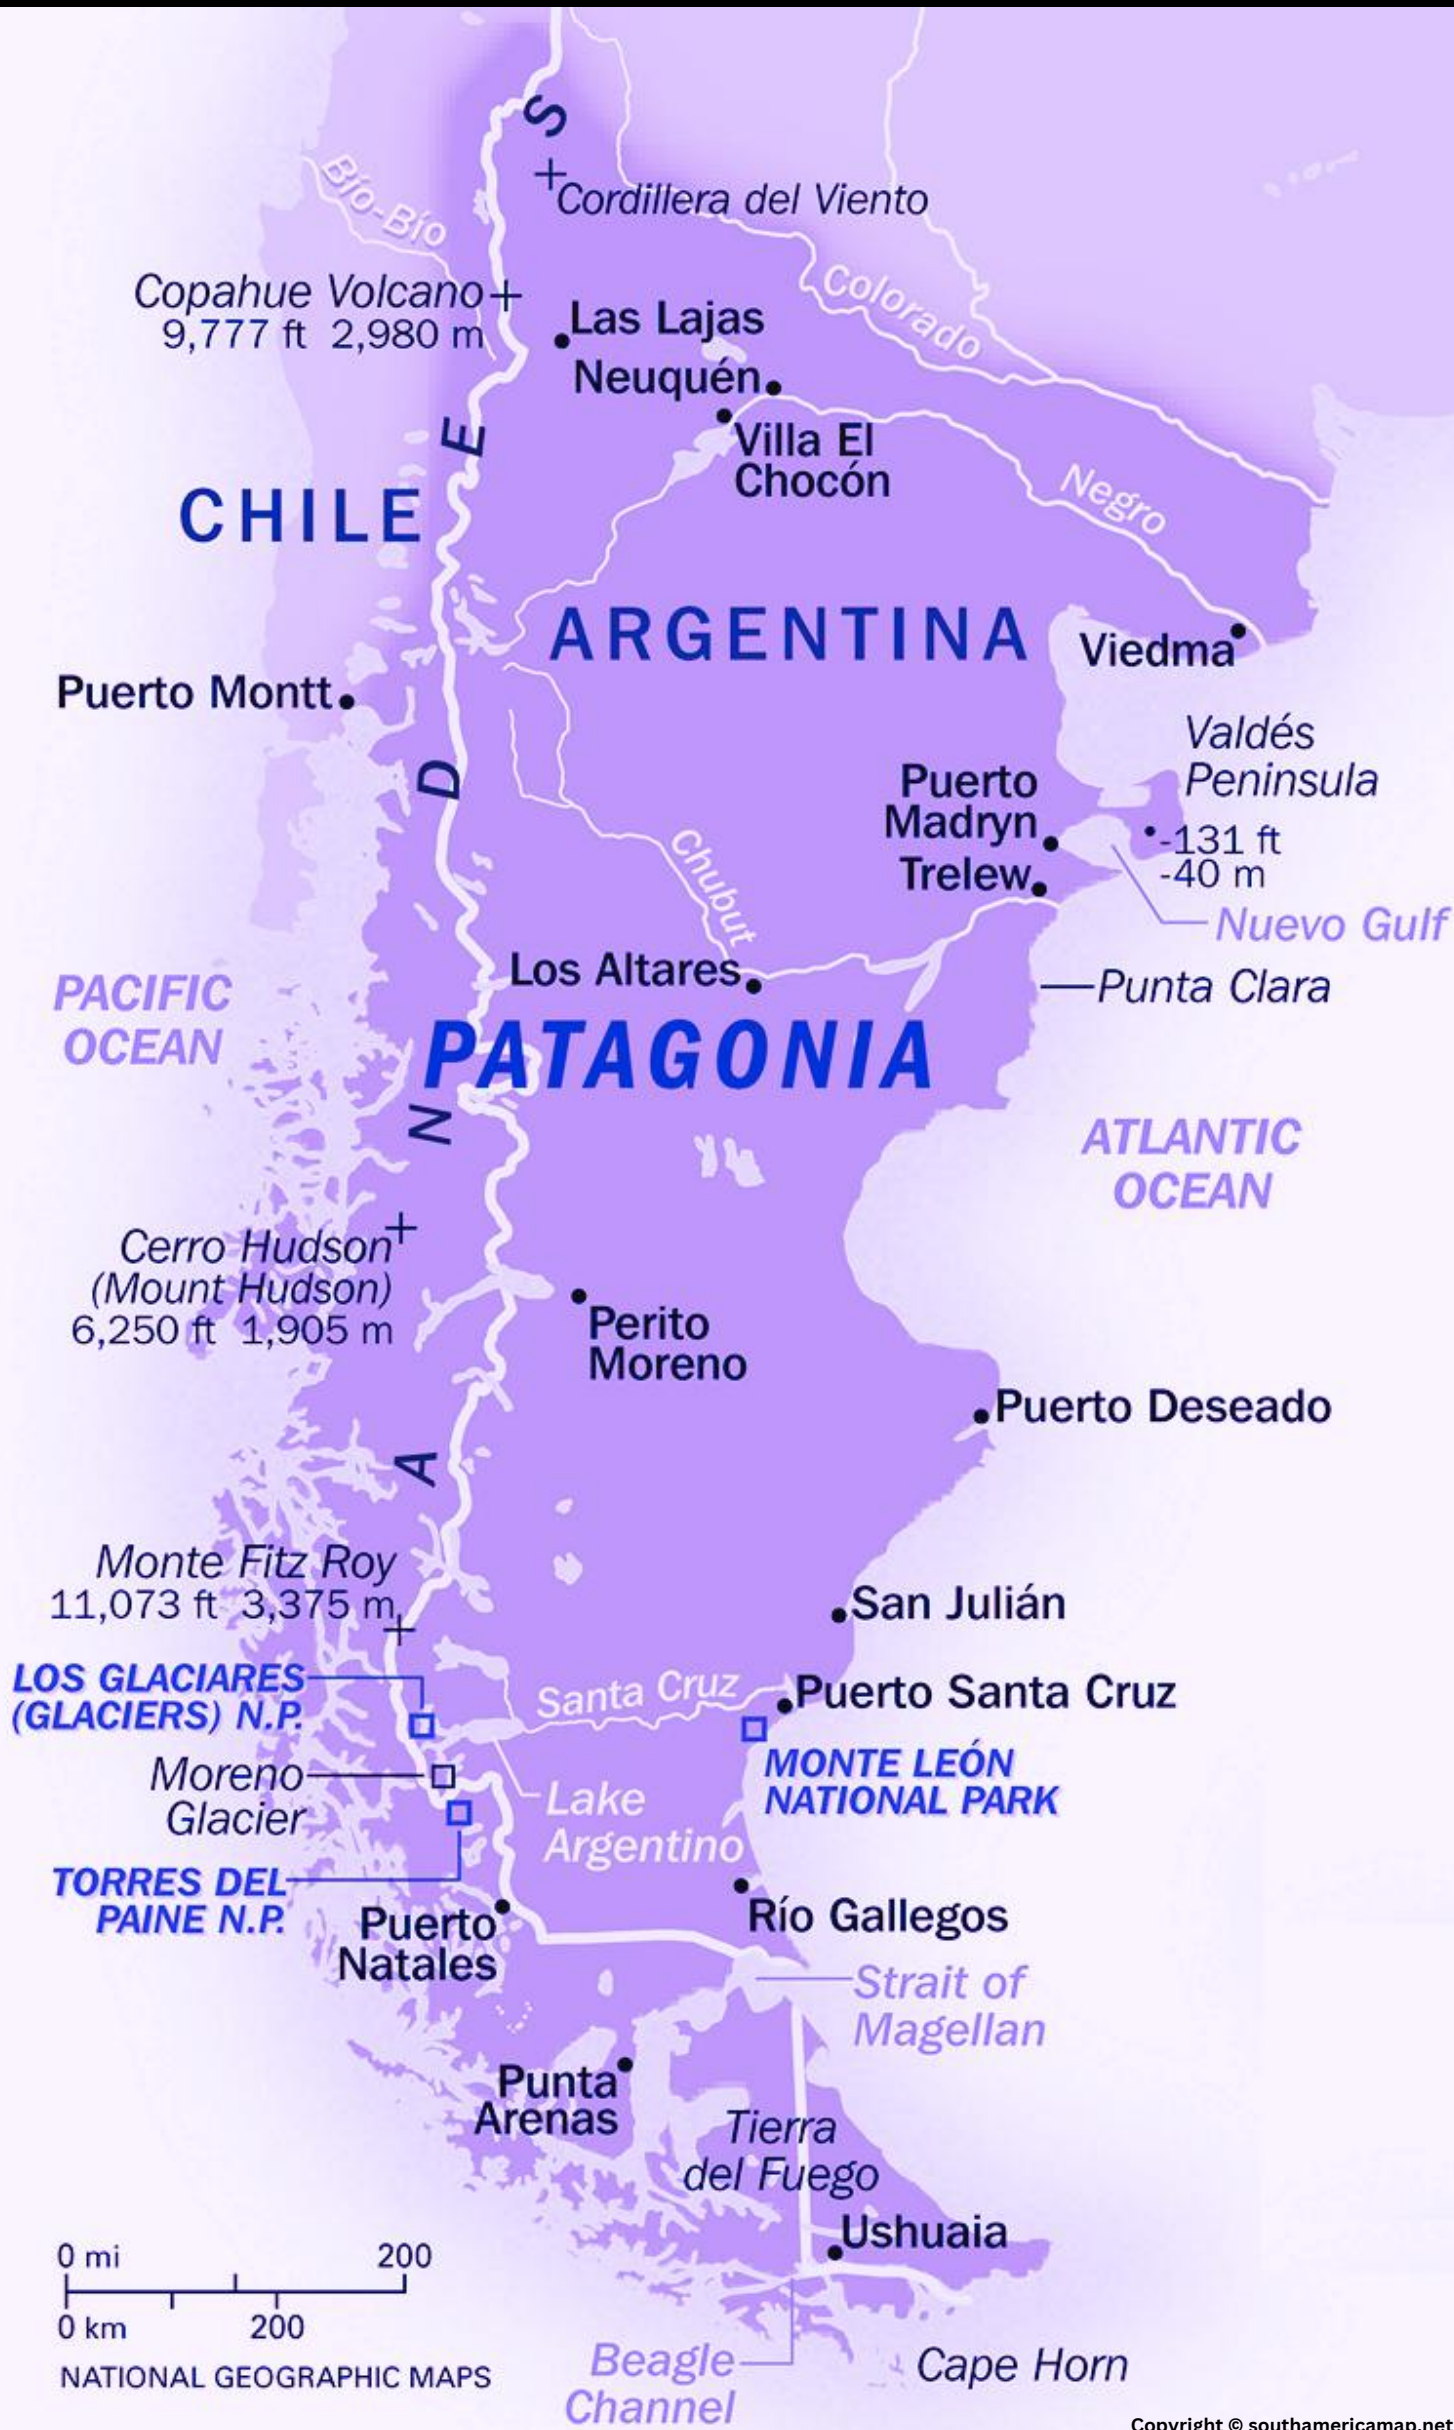 S
Cordillera del Viento
Bío-Bío
Copahue Volcano
9,777 ft 2,980 m
Colorado
Las Lajas
Neuquén
Villa El
Chocón
E
CHILE
Negro
ARGENTINA
Viedma
Puerto Montt
Valdés
Peninsula
D
Puerto
Madryn
-131 ft
-40 m
Trelew
Chubut
Nuevo Gulf
Los Altares
Punta Clara
PACIFIC
OCEAN
PATAGONIA
N
ATLANTIC
OCEAN
Cerro Hudson
(Mount Hudson)
6,250 ft 1,905 m
Perito
Moreno
Puerto Deseado
A
Monte Fitz Roy
11,073 ft 3,375 m
San Julián
LOS GLACIARES
(GLACIERS) N.P.
Santa Cruz
Puerto Santa Cruz
Moreno
Glacier
MONTE LEÓN
NATIONAL PARK
Lake
Argentino
TORRES DEL
PAINE N.P.
Puerto
Natales
Río Gallegos
Strait of
Magellan
Punta
Arenas
Tierra
del Fuego
Ushuaia
0 mi 200
0 km 200
NATIONAL GEOGRAPHIC MAPS
Beagle
Channel
Cape Horn
Copyright © southamericamap.net